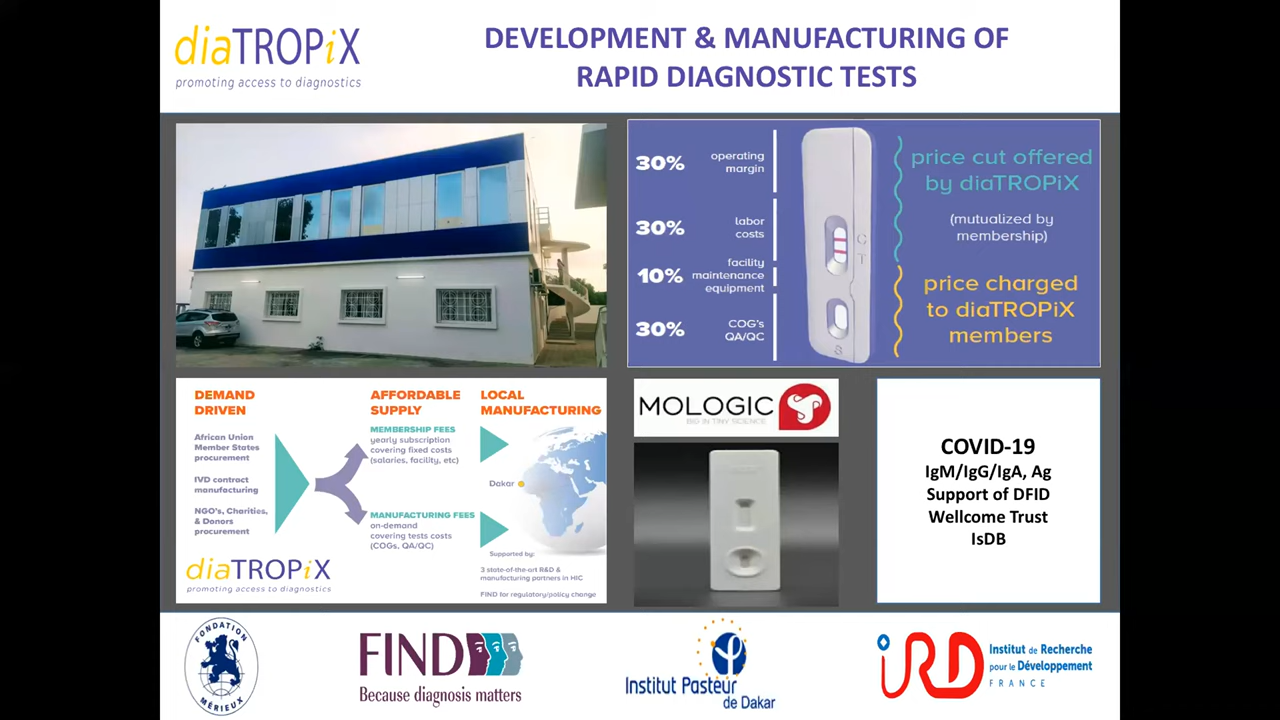 diaTROPiX
promoting access to diagnostics
DEVELOPMENT & MANUFACTURING OF
RAPID DIAGNOSTIC TESTS
30%
operating
margin
30%
labor
costs
10%
facility
maintenance
equipment
30%
COG's
QA/QC
C
T
S
price cut offered
by diaTROPiX
(mutualized by
membership)
price charged
to diaTROPiX
members
DEMAND
DRIVEN
African Union
Member States
procurement
IVD contract
manufacturing
NGO's, Charities,
& Donors
procurement
AFFORDABLE
SUPPLY
MEMBERSHIP FEES
yearly subscription
covering fixed costs
(salaries, facility, etc)
MANUFACTURING FEES
on-demand
covering tests costs
(COGs, QA/QC)
LOCAL
MANUFACTURING
Dakar
Supported by:
3 state-of-the-art R&D &
manufacturing partners in HIC
FIND for regulatory/policy change
diaTROPiX
promoting access to diagnostics
MOLOGIC
BIG IN TINY SCIENCE
COVID-19
IgM/IgG/IgA, Ag
Support of DFID
Wellcome Trust
IsDB
FONDATION
MÉRIEUX
FIND
Because diagnosis matters
Institut Pasteur
de Dakar
iRD
Institut de Recherche
pour le Développement
FRANCE